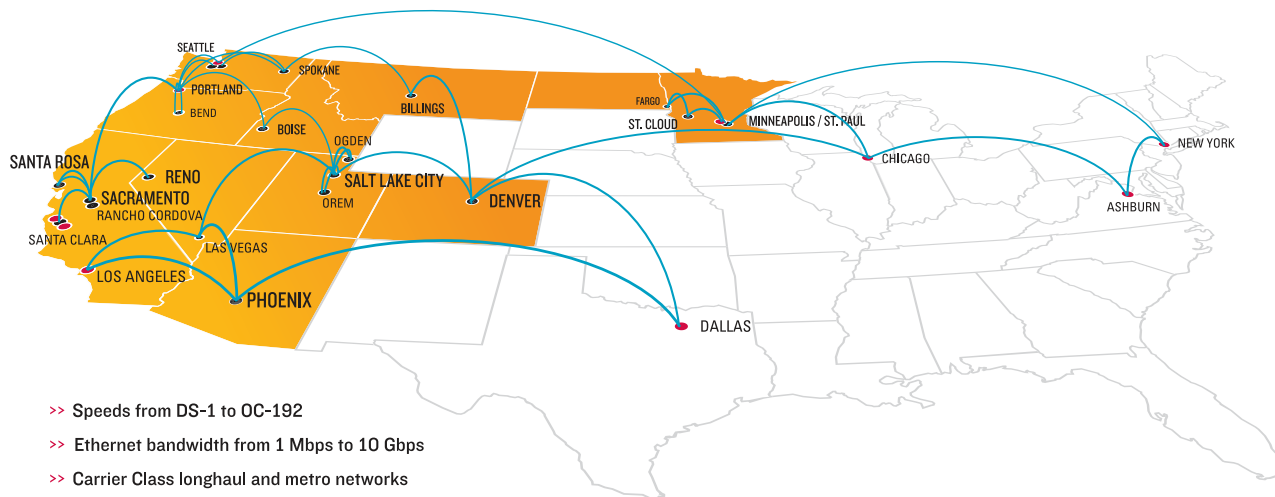 SEATTLE
SPOKANE
PORTLAND
BEND
BILLINGS
BOISE
OGDEN
FARGO
ST. CLOUD
MINNEAPOLIS / ST. PAUL
NEW YORK
CHICAGO
SANTA ROSA
RENO
SALT LAKE CITY
SACRAMENTO
RANCHO CORDOVA
OREM
DENVER
ASHBURN
SANTA CLARA
LAS VEGAS
LOS ANGELES
PHOENIX
DALLAS
>> Speeds from DS-1 to OC-192
>> Ethernet bandwidth from 1 Mbps to 10 Gbps
>> Carrier Class longhaul and metro networks